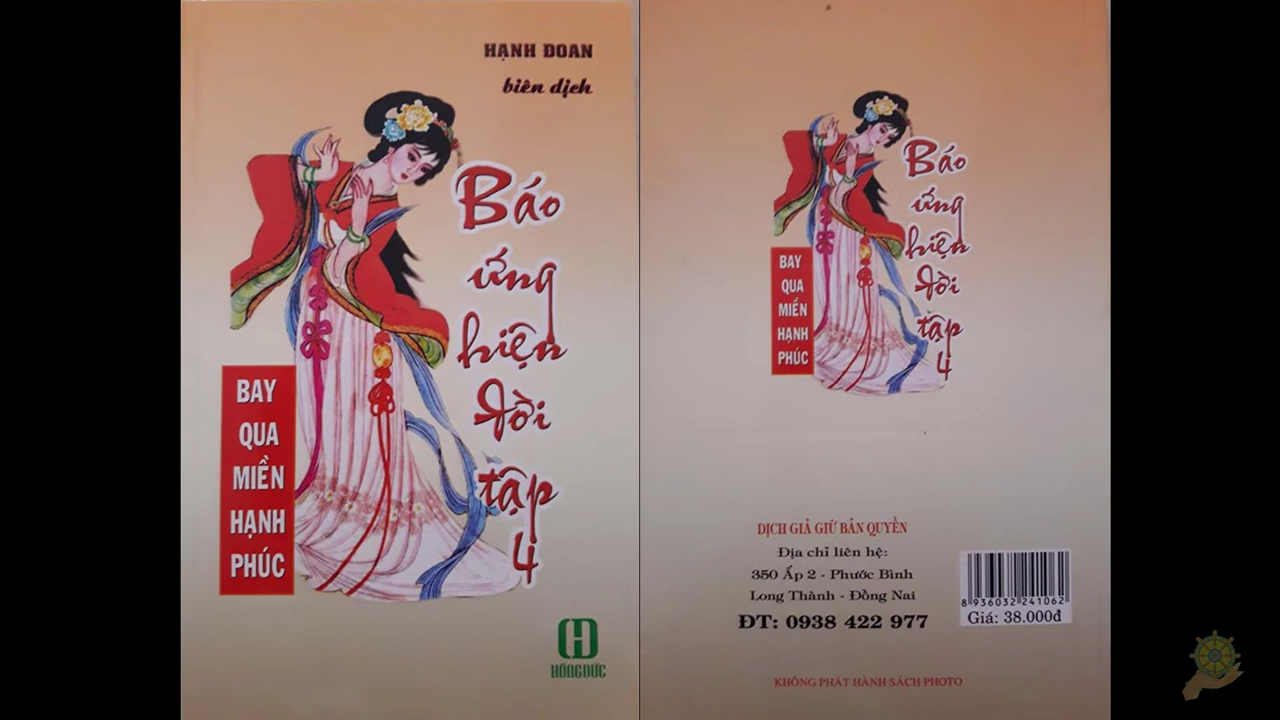 HẠNH ĐOAN
biên dịch
Báo
ứng
hiện
đời
tập
4
BAY
QUA
MIỀN
HẠNH
PHÚC
HỒNG ĐỨC
Báo
ứng
hiện
đời
tập
4
BAY
QUA
MIỀN
HẠNH
PHÚC
DỊCH GIẢ GIỮ BẢN QUYỀN
Địa chỉ liên hệ:
350 Ấp 2 - Phước Bình
Long Thành - Đồng Nai
ĐT: 0938 422 977
8 936032 241062
Giá: 38.000đ
KHÔNG PHÁT HÀNH SÁCH PHOTO